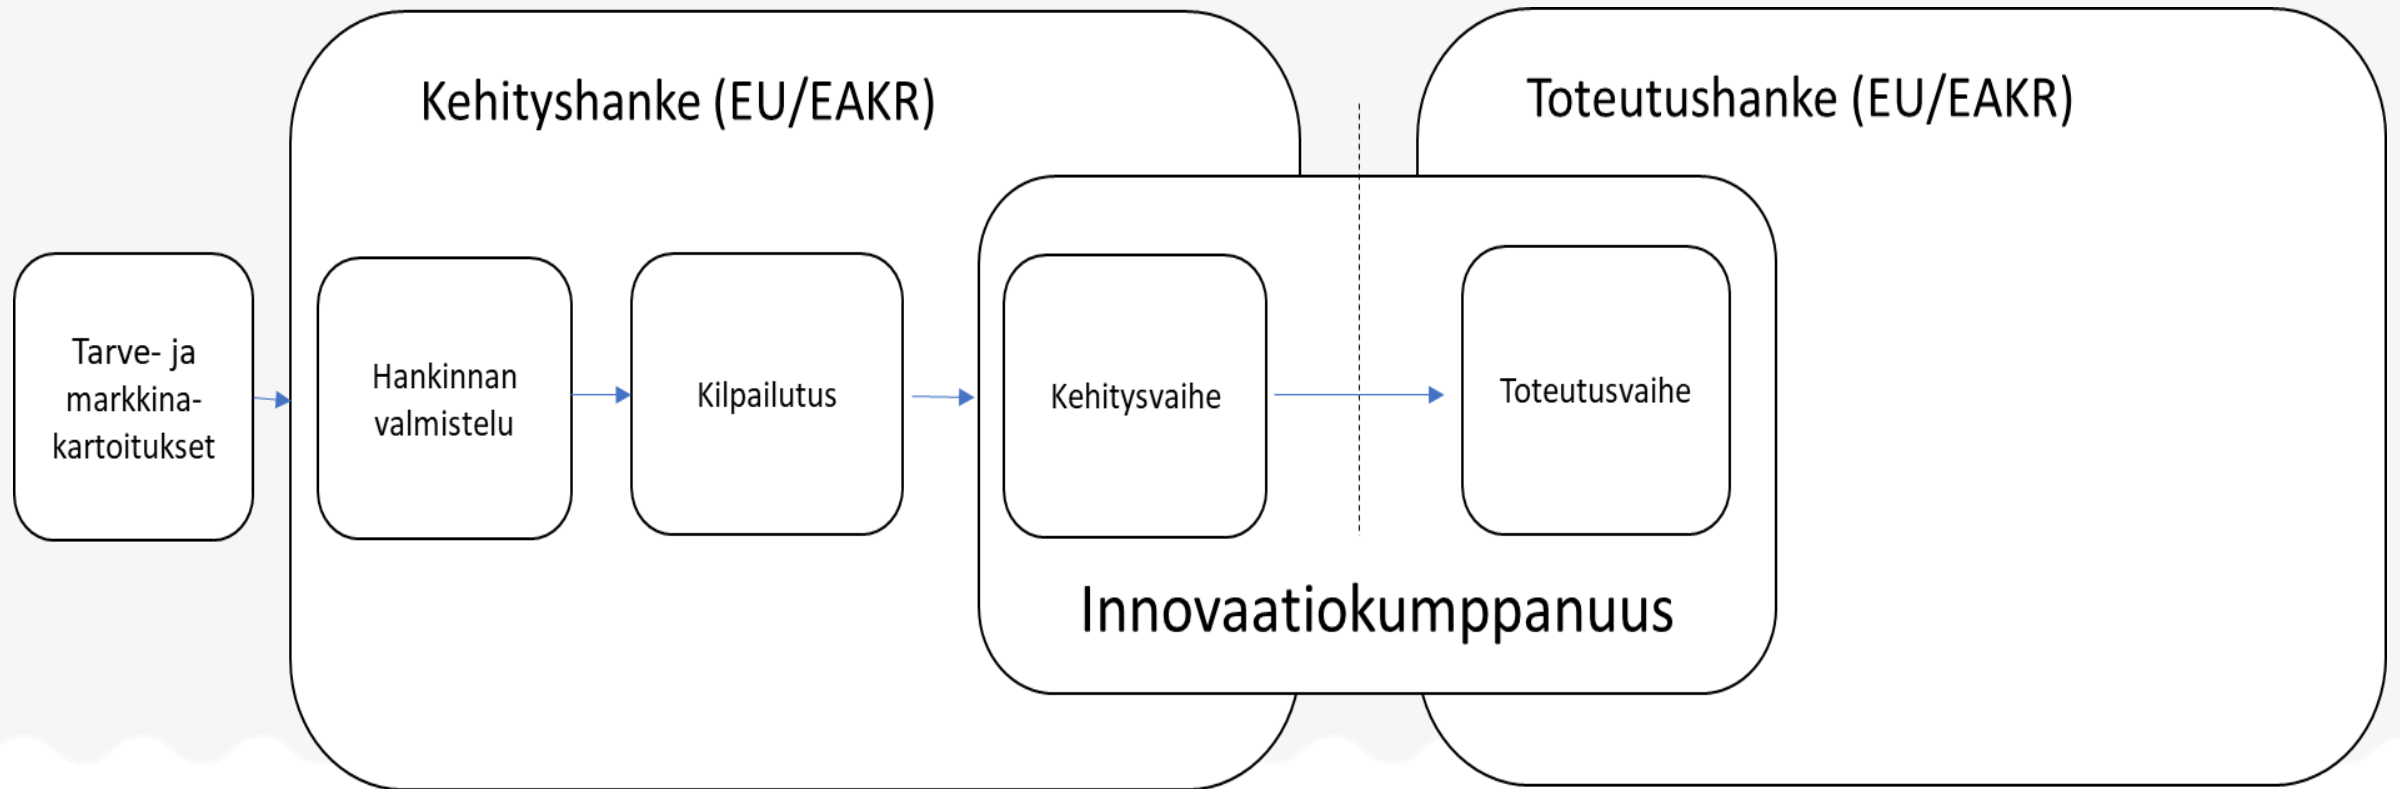 Kehityshanke (EU/EAKR)
Toteutushanke (EU/EAKR)
Tarve- ja
markkina-
kartoitukset
Hankinnan
valmistelu
Kilpailutus
Kehitysvaihe
Toteutusvaihe
Innovaatiokumppanuus